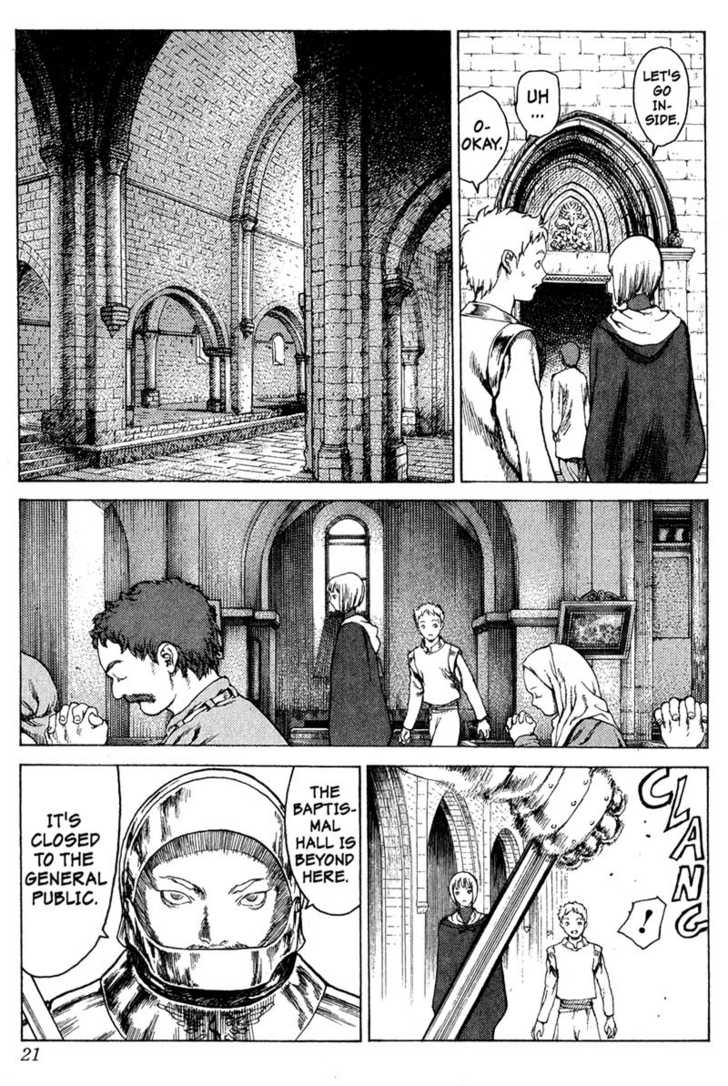 LET'S
GO
IN-
SIDE.
UH
...
O-
OKAY.
CLANG
!
THE
BAPTIS-
MAL
HALL IS
BEYOND
HERE.
IT'S
CLOSED
TO THE
GENERAL
PUBLIC.
21